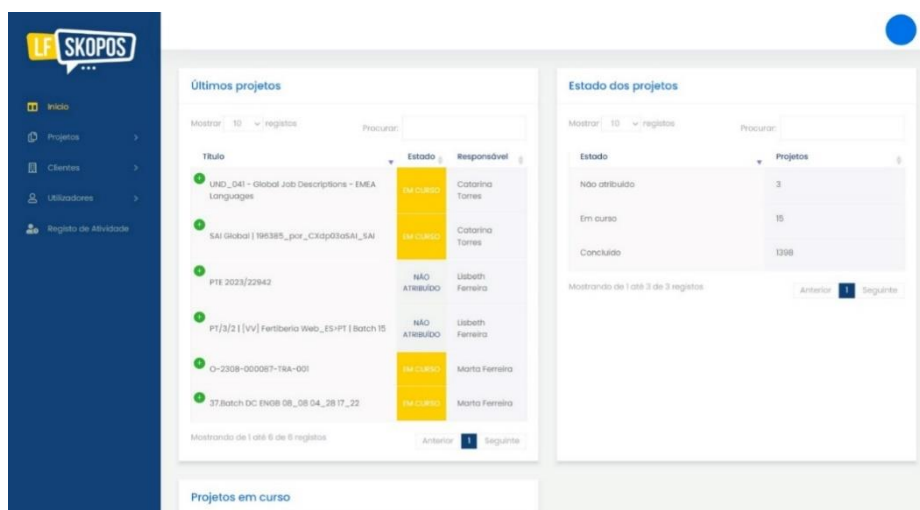 LF SKOPOS
Início
Projetos
Clientes
Utilizadores
Registo de Atividade
Últimos projetos
Mostrar 10 registos
Procurar:
Título Estado Responsável
UND_041 - Global Job Descriptions - EMEA
Languages
EM CURSO
Catarina
Torres
SAI Global | 196385_por_CXdp03aSAI_SAI
EM CURSO
Catarina
Torres
PTE 2023/22942
NÃO
ATRIBUÍDO
Lisbeth
Ferreira
PT/3/2 | [VV] Fertiberia Web_ES>PT | Batch 15
NÃO
ATRIBUÍDO
Lisbeth
Ferreira
O-2308-000067-TRA-001
EM CURSO
Marta Ferreira
37.Batch DC ENGB 08_08 04_28 17_22
EM CURSO
Marta Ferreira
Mostrando de 1 até 6 de 6 registos
Anterior 1 Seguinte
Estado dos projetos
Mostrar 10 registos
Procurar:
Estado Projetos
Não atribuído 3
Em curso 15
Concluído 1398
Mostrando de 1 até 3 de 3 registos
Anterior 1 Seguinte
Projetos em curso